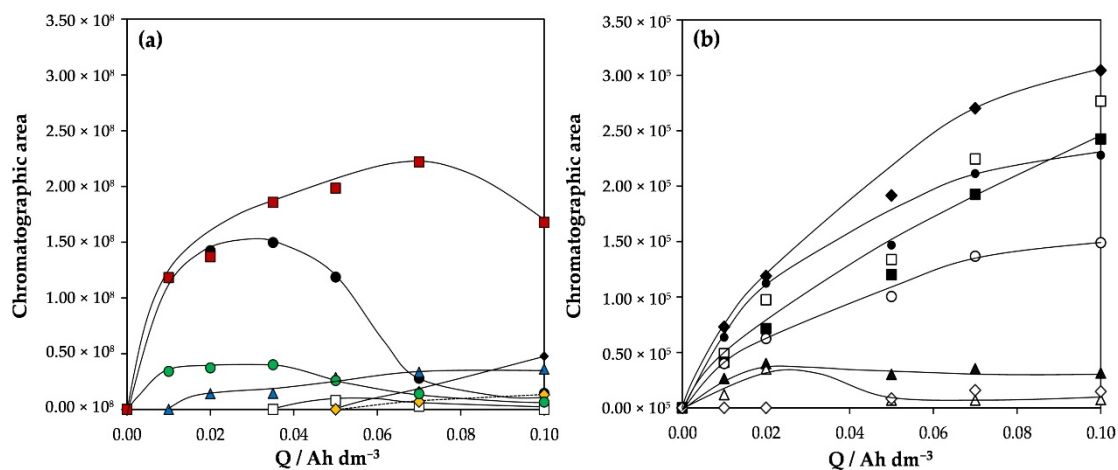 (a)
Chromatographic area
3.50 × 10⁸
3.00 × 10⁸
2.50 × 10⁸
2.00 × 10⁸
1.50 × 10⁸
1.00 × 10⁸
0.50 × 10⁸
0.00 × 10⁸
0.00 0.02 0.04 0.06 0.08 0.10
Q / Ah dm⁻³
(b)
Chromatographic area
3.50 × 10⁵
3.00 × 10⁵
2.50 × 10⁵
2.00 × 10⁵
1.50 × 10⁵
1.00 × 10⁵
0.50 × 10⁵
0.00 × 10⁵
0.00 0.02 0.04 0.06 0.08 0.10
Q / Ah dm⁻³